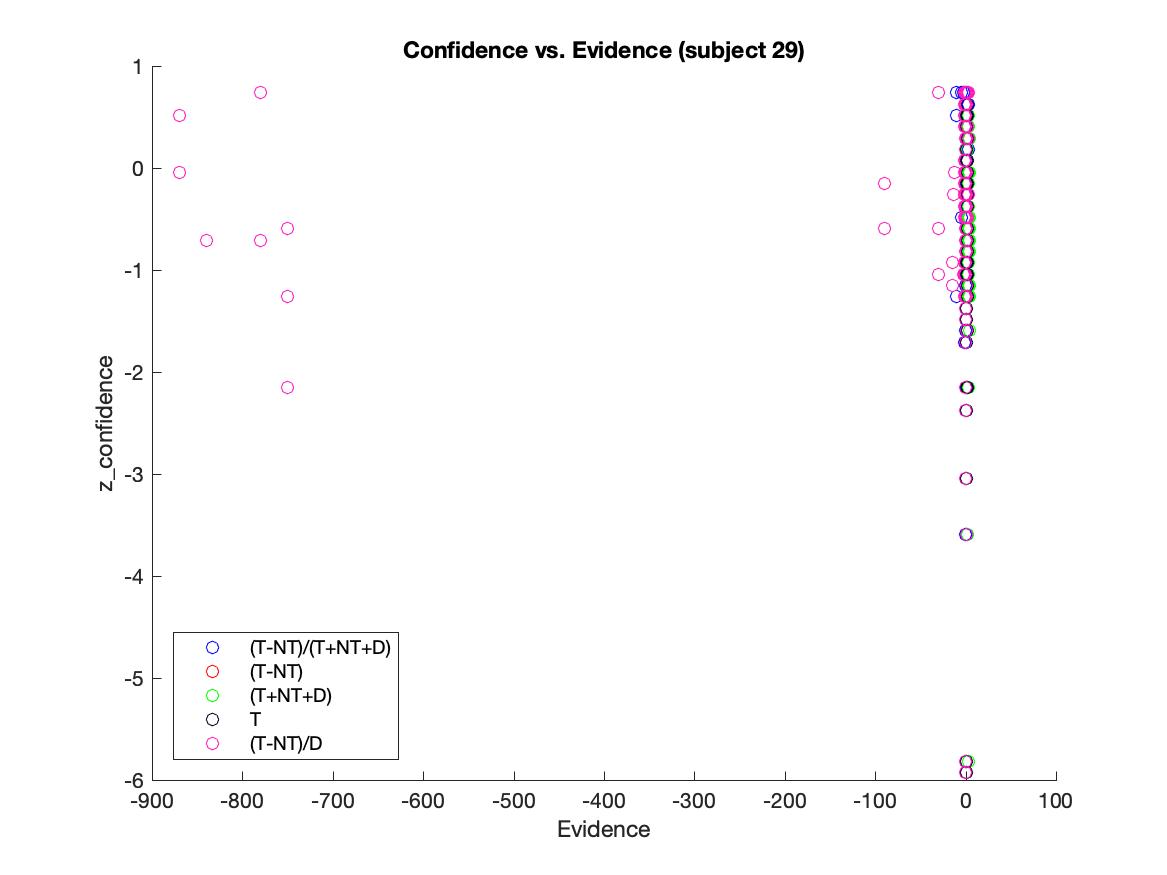 Confidence vs. Evidence (subject 29)
1
0
-1
-2
-3
-4
-5
-6
z_confidence
(T-NT)/(T+NT+D)
(T-NT)
(T+NT+D)
T
(T-NT)/D
-900 -800 -700 -600 -500 -400 -300 -200 -100 0 100
Evidence